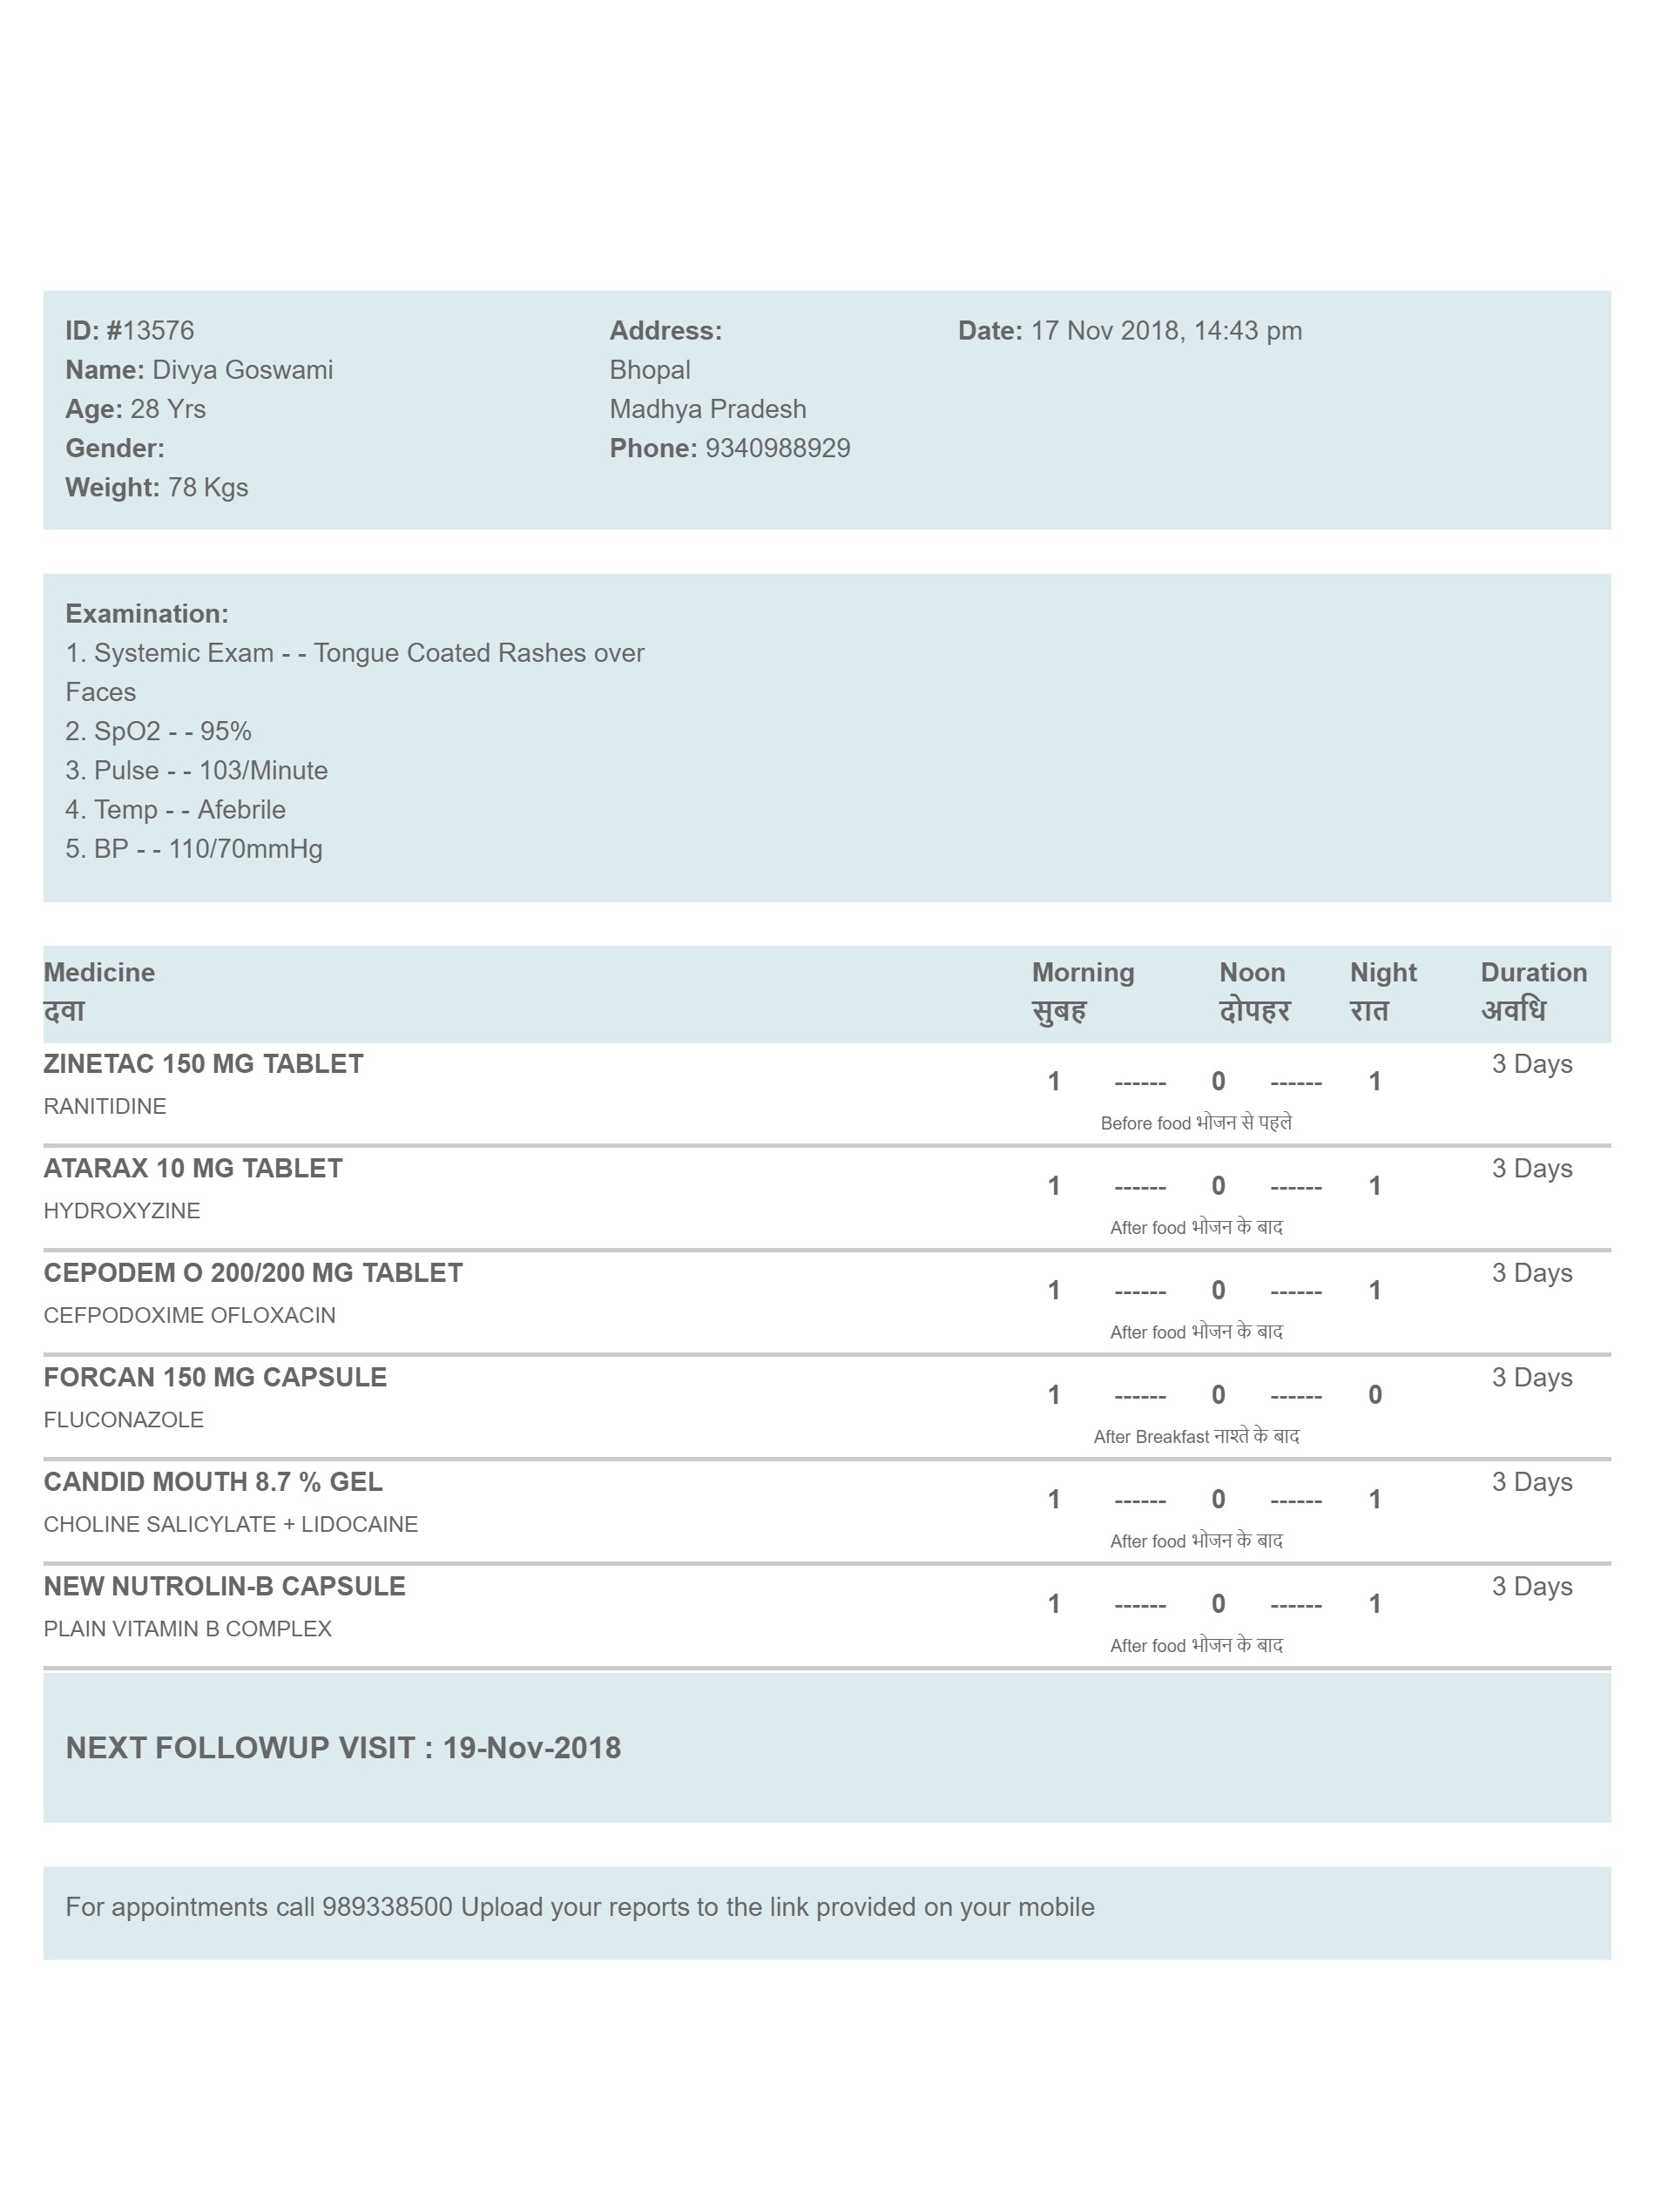 ID: #13576
Name: Divya Goswami
Age: 28 Yrs
Gender:
Weight: 78 Kgs
Address:
Bhopal
Madhya Pradesh
Phone: 9340988929
Date: 17 Nov 2018, 14:43 pm
Examination:
1. Systemic Exam - - Tongue Coated Rashes over
Faces
2. SpO2 - - 95%
3. Pulse - - 103/Minute
4. Temp - - Afebrile
5. BP - - 110/70mmHg
Medicine Morning Noon Night Duration
दवा सुबह दोपहर रात अवधि
ZINETAC 150 MG TABLET 3 Days
1 ------ 0 ------ 1
RANITIDINE
Before food भोजन से पहले
ATARAX 10 MG TABLET 3 Days
1 ------ 0 ------ 1
HYDROXYZINE
After food भोजन के बाद
CEPODEM O 200/200 MG TABLET 3 Days
1 ------ 0 ------ 1
CEFPODOXIME OFLOXACIN
After food भोजन के बाद
FORCAN 150 MG CAPSULE 3 Days
1 ------ 0 ------ 0
FLUCONAZOLE
After Breakfast नाश्ते के बाद
CANDID MOUTH 8.7 % GEL 3 Days
1 ------ 0 ------ 1
CHOLINE SALICYLATE + LIDOCAINE
After food भोजन के बाद
NEW NUTROLIN-B CAPSULE 3 Days
1 ------ 0 ------ 1
PLAIN VITAMIN B COMPLEX
After food भोजन के बाद
NEXT FOLLOWUP VISIT : 19-Nov-2018
For appointments call 989338500 Upload your reports to the link provided on your mobile